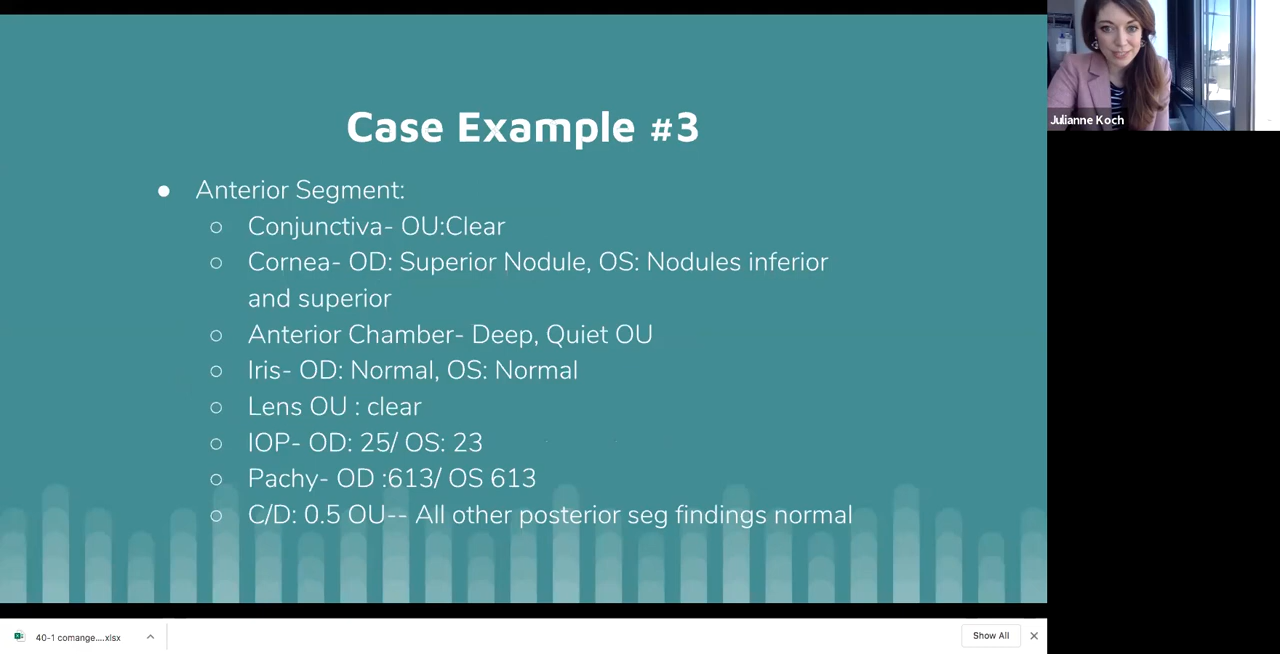 Case Example #3
● Anterior Segment:
○ Conjunctiva- OU:Clear
○ Cornea- OD: Superior Nodule, OS: Nodules inferior
and superior
○ Anterior Chamber- Deep, Quiet OU
○ Iris- OD: Normal, OS: Normal
○ Lens OU : clear
○ IOP- OD: 25/ OS: 23
○ Pachy- OD :613/ OS 613
○ C/D: 0.5 OU-- All other posterior seg findings normal
Julianne Koch
40-1 comange....xlsx
Show All